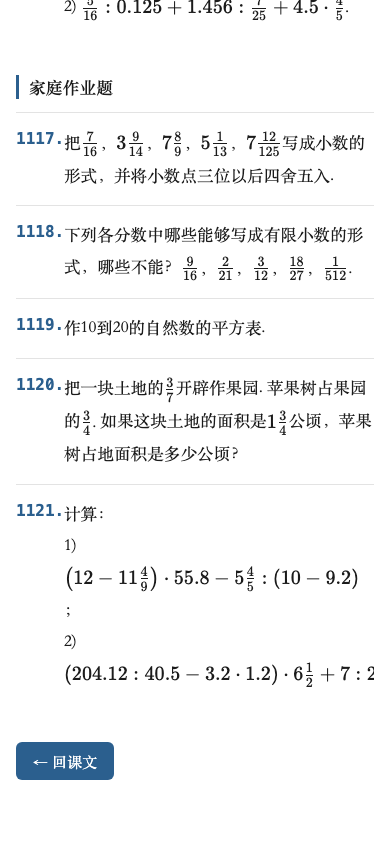 2) 5/16 : 0.125 + 1.456 : 7/25 + 4.5 · 4/5.
家庭作业题
1117. 把7/16，3 9/14，7 8/9，5 1/13，7 12/125写成小数的
形式，并将小数点三位以后四舍五入.
1118. 下列各分数中哪些能够写成有限小数的形
式，哪些不能？9/16，2/21，3/12，18/27，1/512.
1119. 作10到20的自然数的平方表.
1120. 把一块土地的3/7开辟作果园. 苹果树占果园
的3/4. 如果这块土地的面积是1 3/4公顷，苹果
树占地面积是多少公顷？
1121. 计算：
1)
(12 − 11 4/9) · 55.8 − 5 4/5 : (10 − 9.2)
；
2)
(204.12 : 40.5 − 3.2 · 1.2) · 6 1/2 + 7 : 2
← 回课文